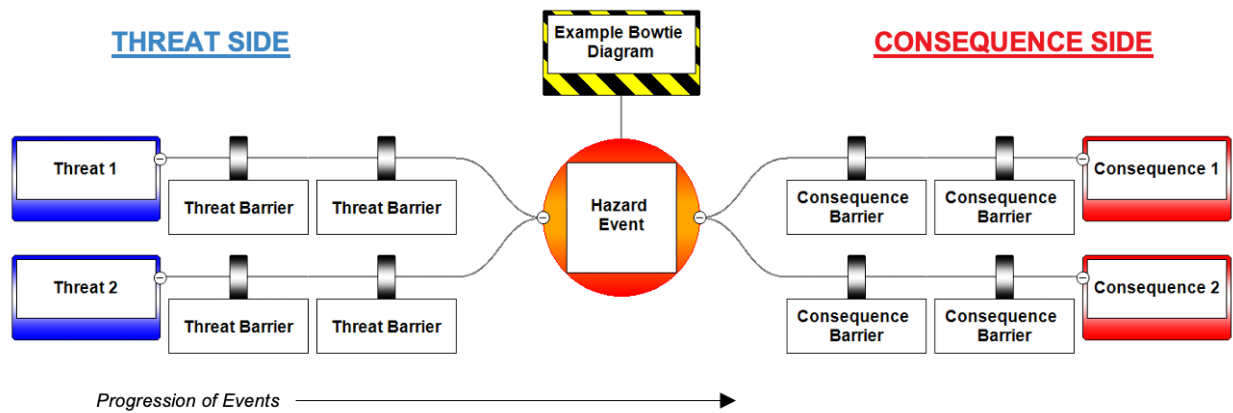 THREAT SIDE
Example Bowtie
Diagram
CONSEQUENCE SIDE
Threat 1
Threat Barrier
Threat Barrier
Hazard
Event
Consequence
Barrier
Consequence
Barrier
Consequence 1
Threat 2
Threat Barrier
Threat Barrier
Consequence
Barrier
Consequence
Barrier
Consequence 2
Progression of Events